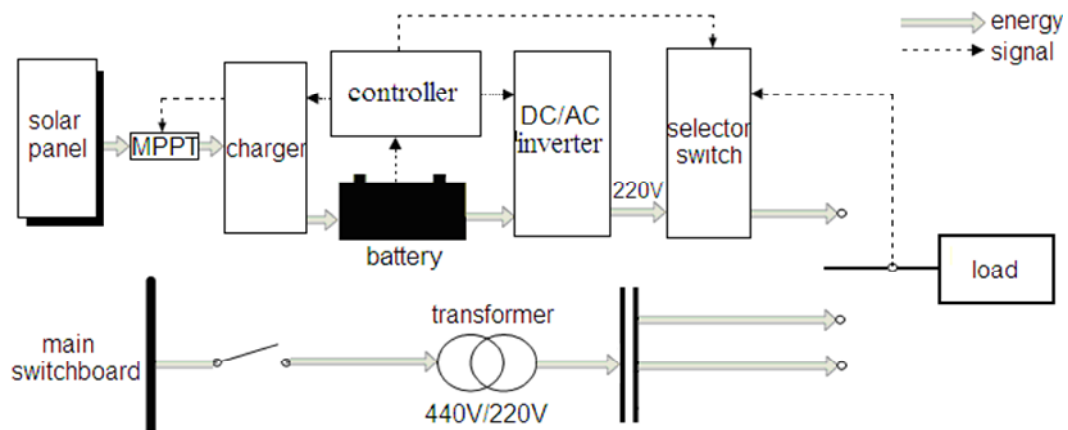 energy
signal
solar
panel
MPPT
charger
controller
DC/AC
inverter
selector
switch
220V
battery
load
transformer
main
switchboard
440V/220V